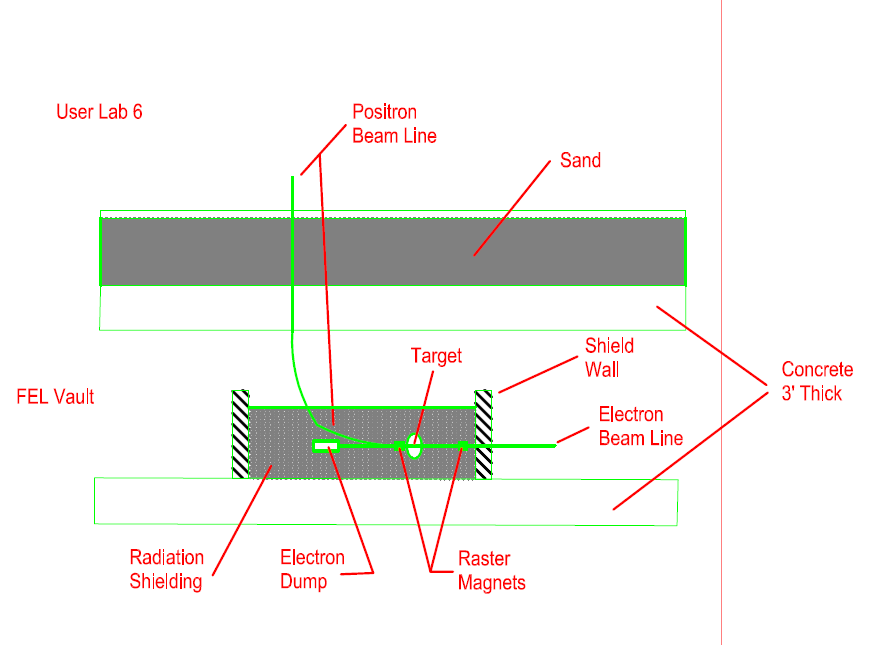 User Lab 6
Positron
Beam Line
Sand
Target
Shield
Wall
Concrete
3' Thick
FEL Vault
Electron
Beam Line
Radiation
Shielding
Electron
Dump
Raster
Magnets